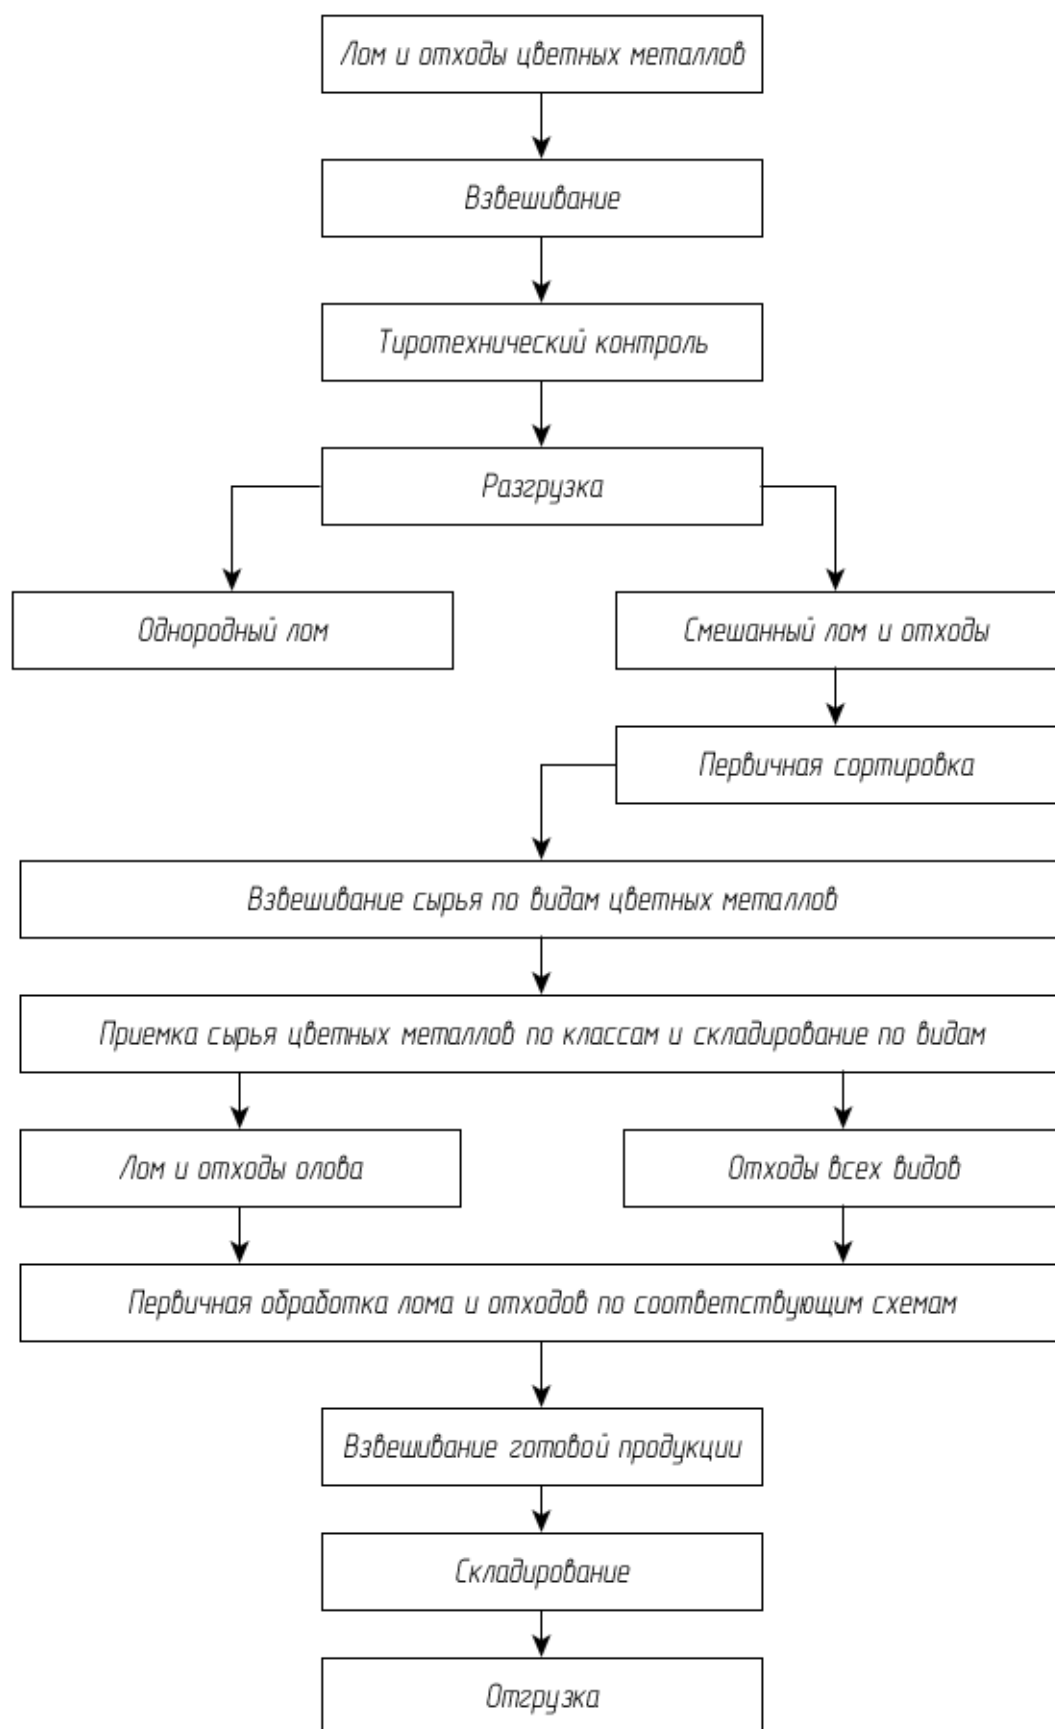 Лом и отходы цветных металлов
Взвешивание
Тиротехнический контроль
Разгрузка
Однородный лом
Смешанный лом и отходы
Первичная сортировка
Взвешивание сырья по видам цветных металлов
Приемка сырья цветных металлов по классам и складирование по видам
Лом и отходы олова
Отходы всех видов
Первичная обработка лома и отходов по соответствующим схемам
Взвешивание готовой продукции
Складирование
Отгрузка